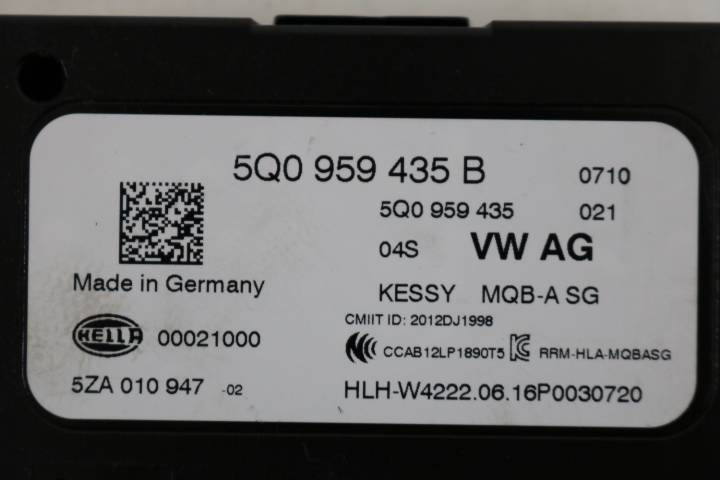 5Q0 959 435 B 0710
5Q0 959 435 021
04S VW AG
Made in Germany
KESSY MQB-A SG
CMIIT ID: 2012DJ1998
HELLA 00021000
CCAB12LP1890T5 RRM-HLA-MQBASG
5ZA 010 947 -02
HLH-W4222.06.16P0030720